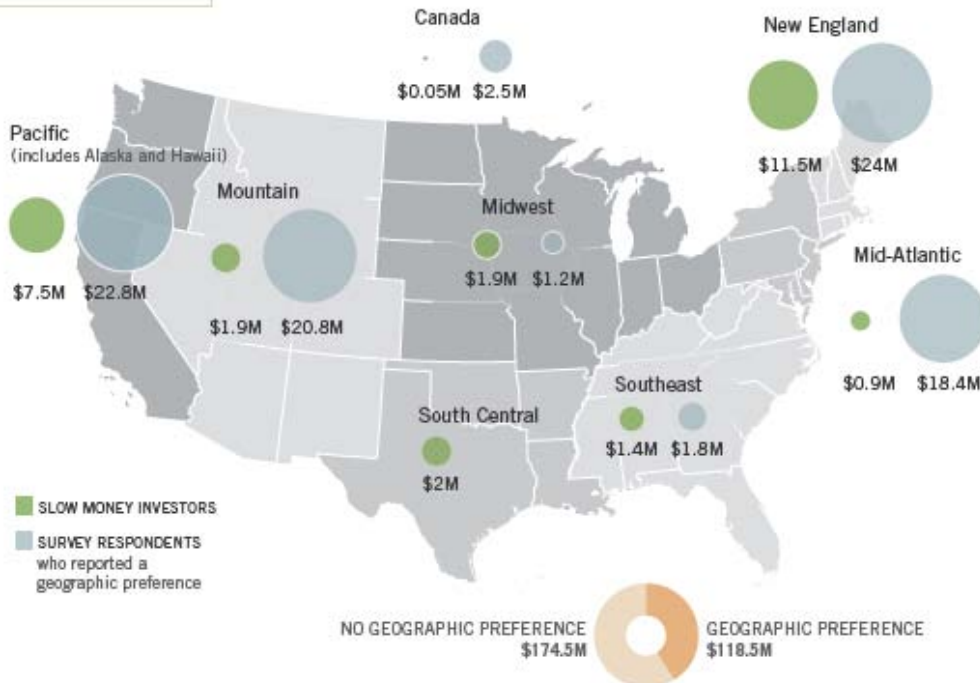 Canada
$0.05M $2.5M
New England
$11.5M $24M
Pacific
(includes Alaska and Hawaii)
$7.5M $22.8M
Mountain
$1.9M $20.8M
Midwest
$1.9M $1.2M
Mid-Atlantic
$0.9M $18.4M
South Central
$2M
Southeast
$1.4M $1.8M
SLOW MONEY INVESTORS
SURVEY RESPONDENTS
who reported a
geographic preference
NO GEOGRAPHIC PREFERENCE
$174.5M
GEOGRAPHIC PREFERENCE
$118.5M